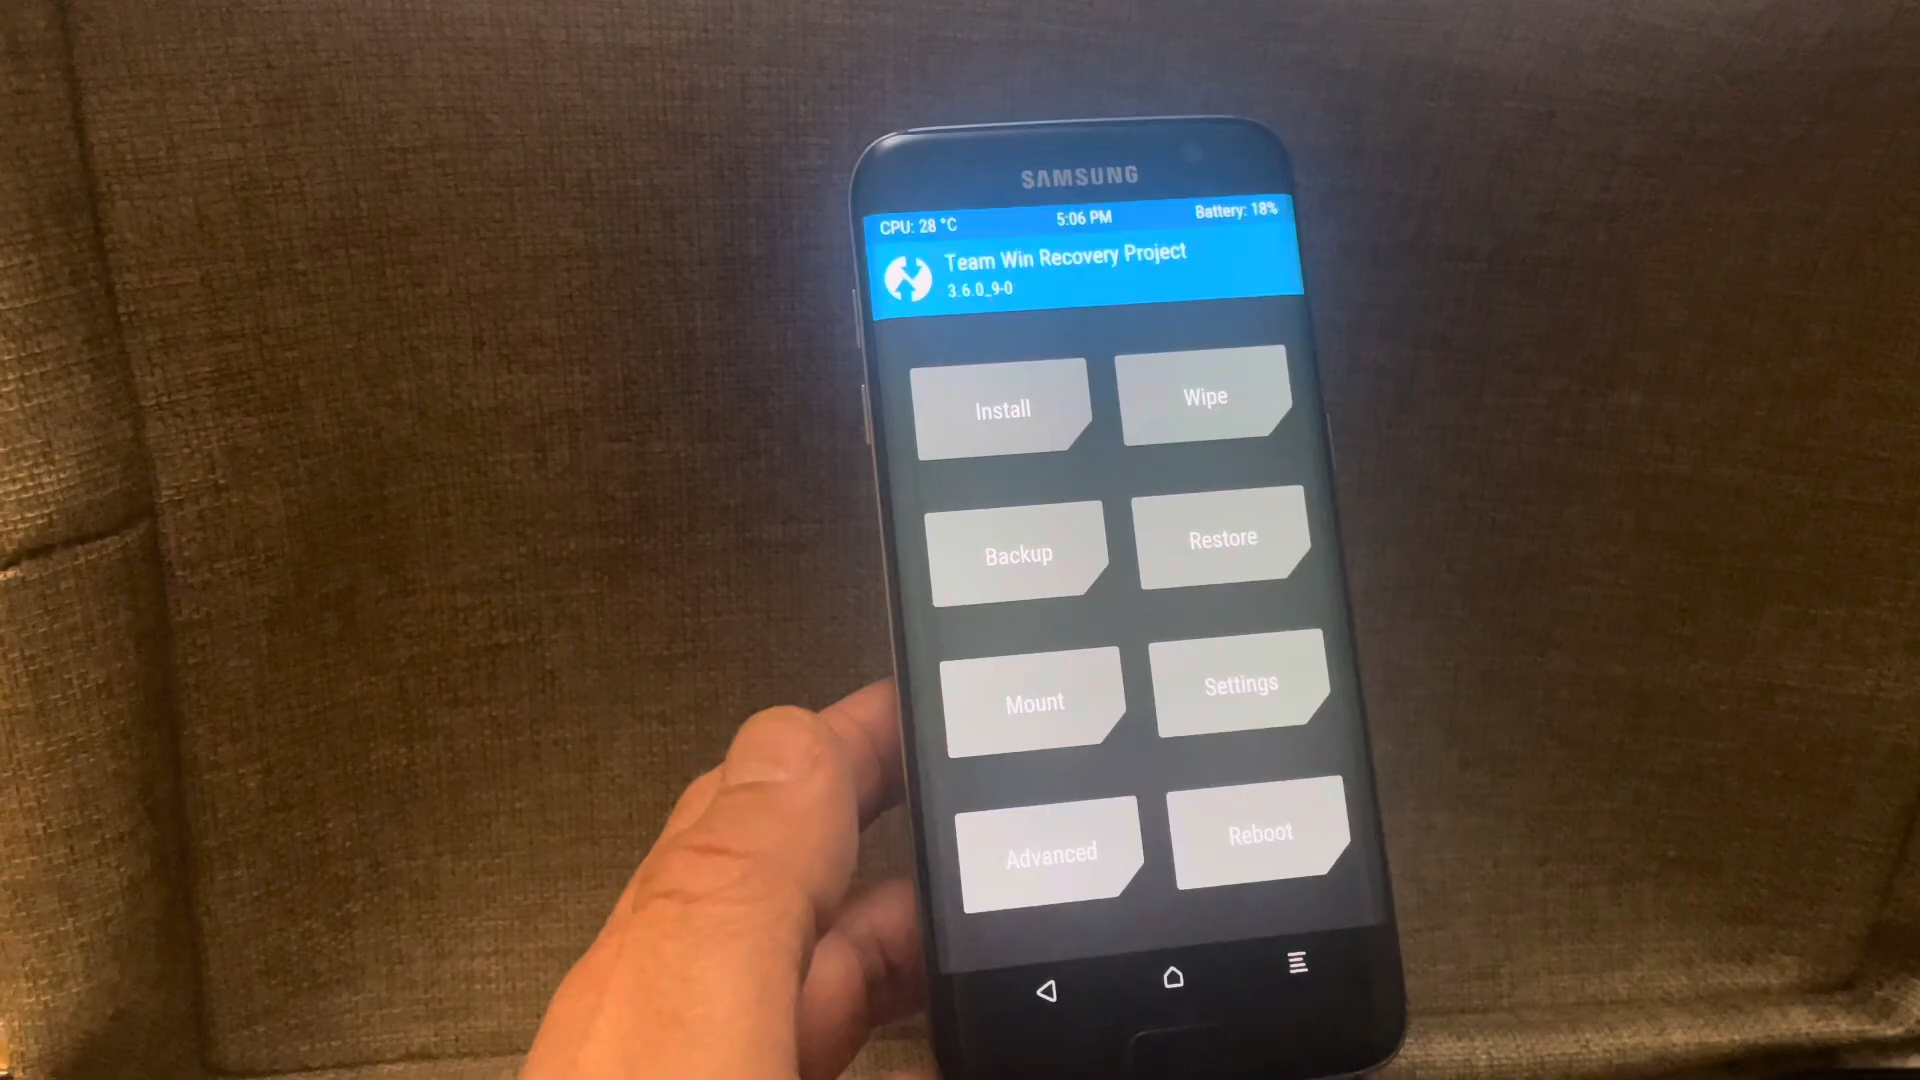 SAMSUNG
CPU: 28 °C 5:06 PM Battery: 18%
Team Win Recovery Project
3.6.0_9-0
Install Wipe
Backup Restore
Mount Settings
Advanced Reboot